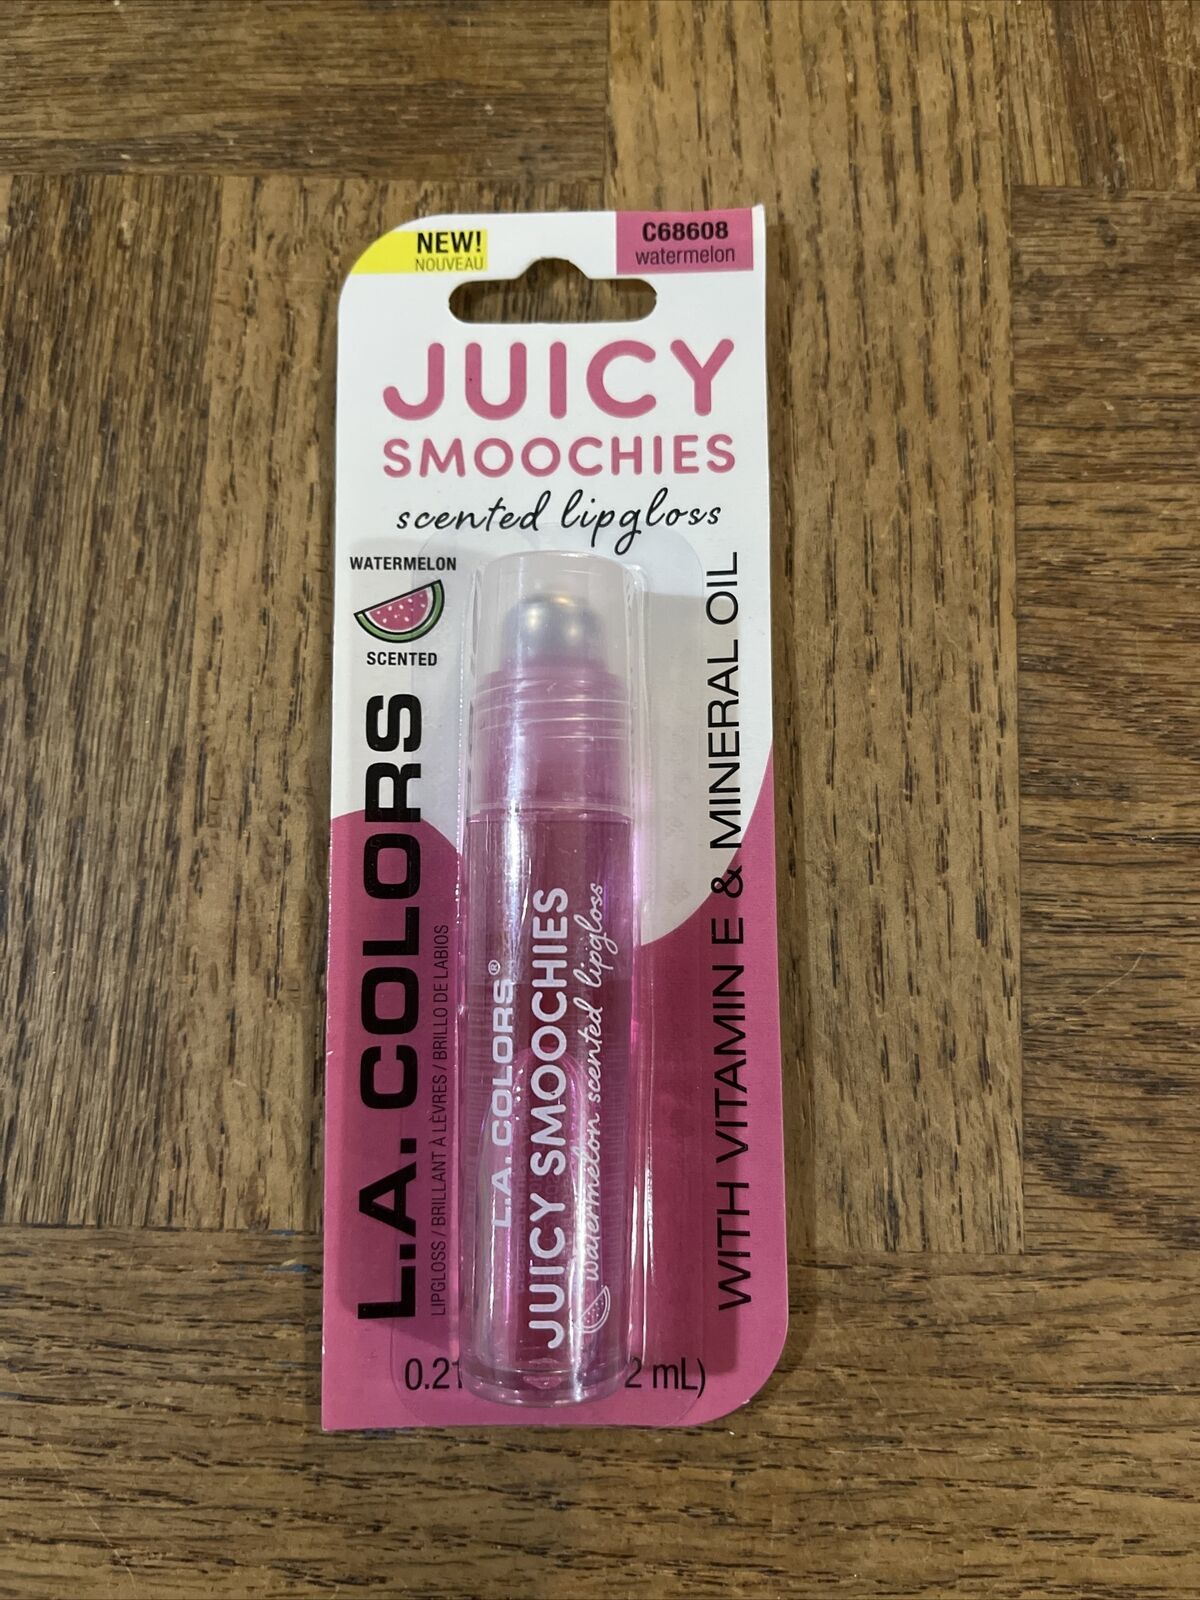 NEW!
NOUVEAU
C68608
watermelon
JUICY
SMOOCHIES
scented lipgloss
WATERMELON
SCENTED
L.A. COLORS
LIPGLOSS / BRILLANT À LÈVRES / BRILLO DE LABIOS
L.A. COLORS®
JUICY SMOOCHIES
watermelon scented lipgloss
WITH VITAMIN E & MINERAL OIL
0.21
2 mL)